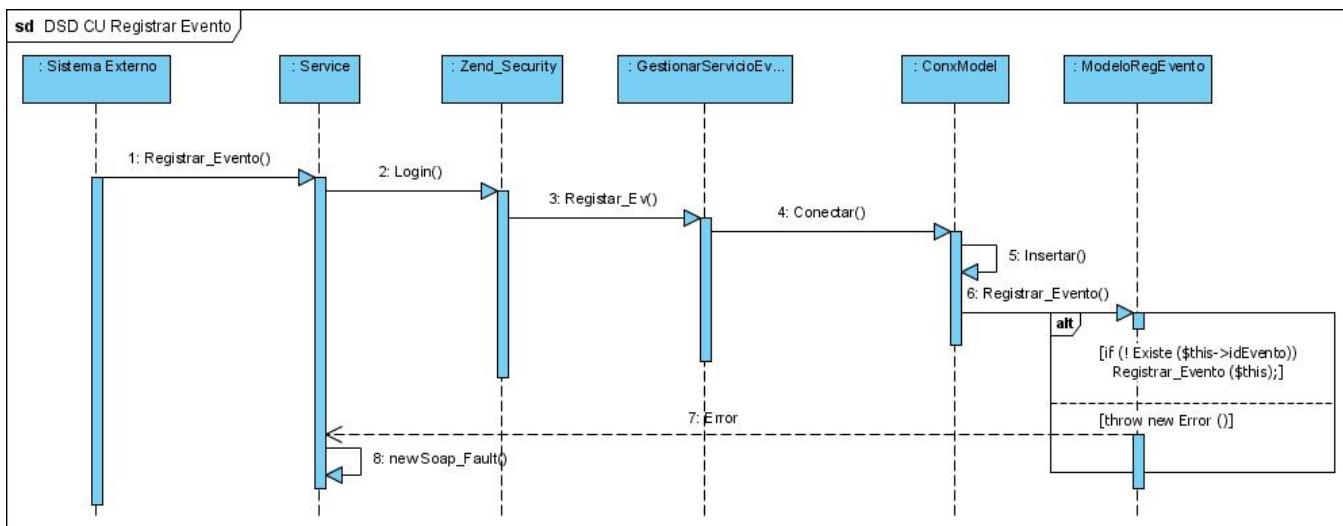 sd DSD CU Registrar Evento
: Sistema Externo
: Service
: Zend_Security
: GestionarServicioEv...
: ConxModel
: ModeloRegEvento
1: Registrar_Evento()
2: Login()
3: Registar_Ev()
4: Conectar()
5: Insertar()
6: Registrar_Evento()
alt
[if (! Existe ($this->idEvento))
Registrar_Evento ($this);]
7: Error
[throw new Error ()]
8: newSoap_Fault()